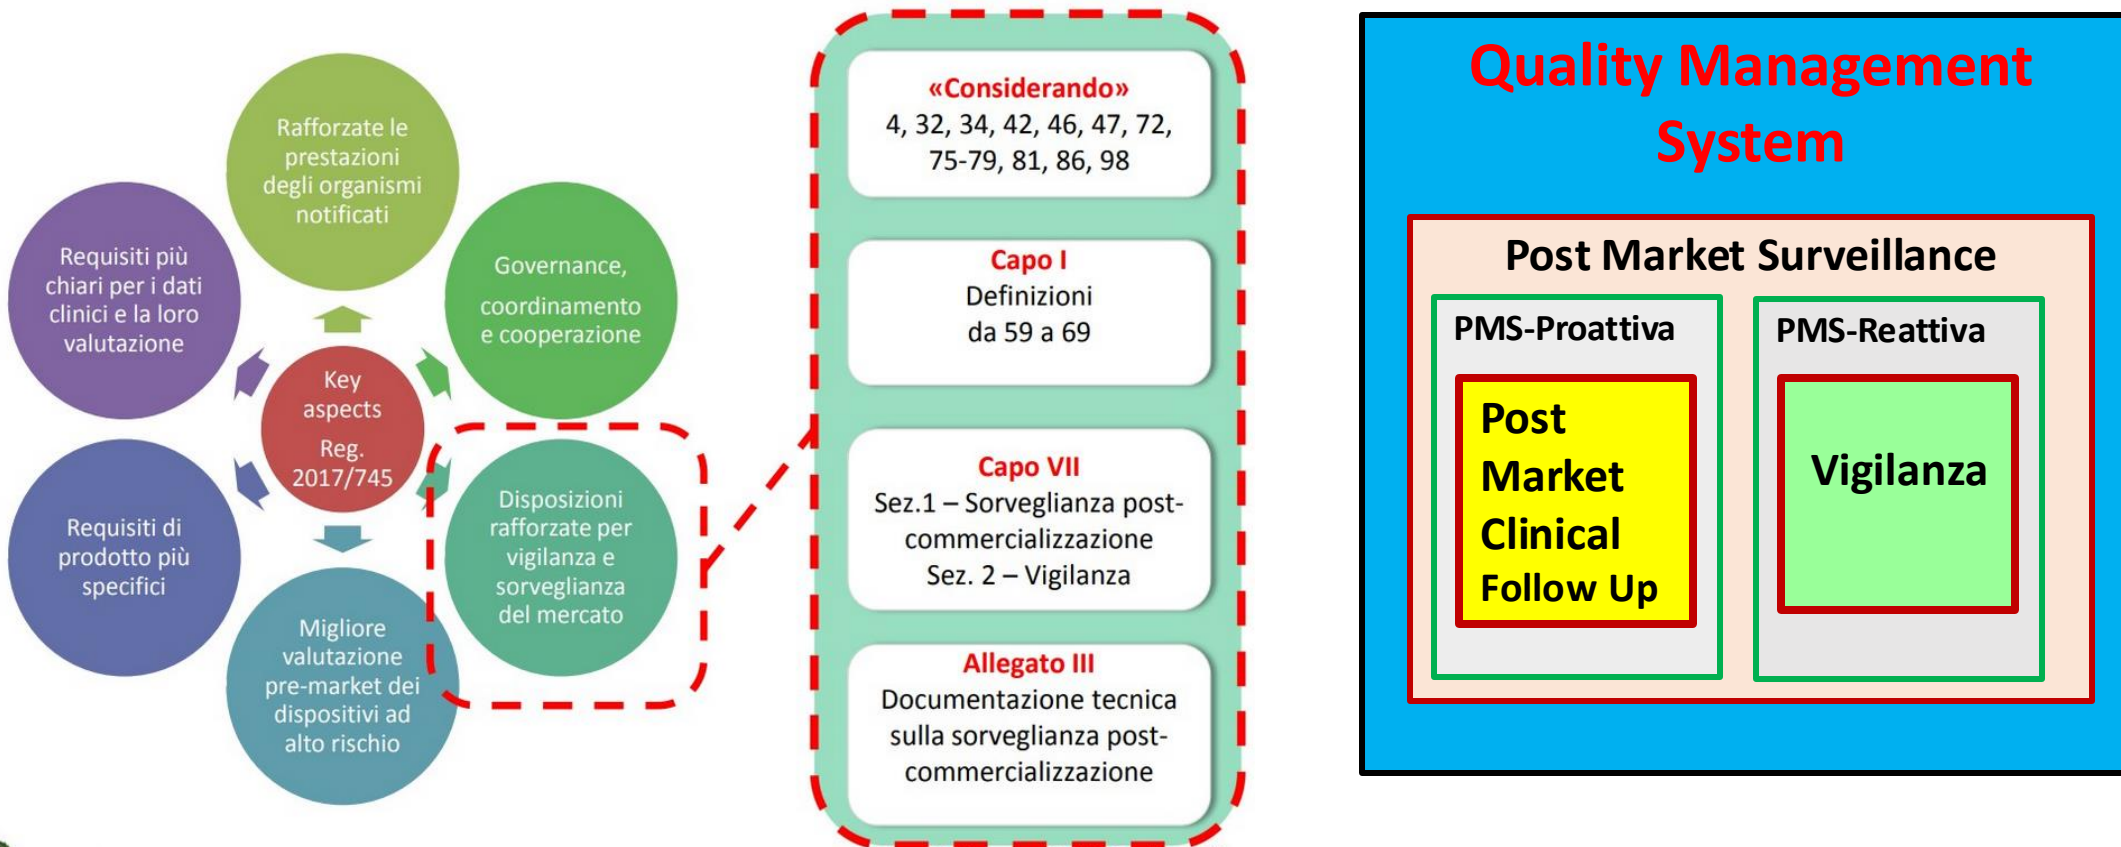 Rafforzate le
prestazioni
degli organismi
notificati
Requisiti più
chiari per i dati
clinici e la loro
valutazione
Governance,
coordinamento
e cooperazione
Key
aspects
Reg.
2017/745
Requisiti di
prodotto più
specifici
Disposizioni
rafforzate per
vigilanza e
sorveglianza
del mercato
Migliore
valutazione
pre-market dei
dispositivi ad
alto rischio
«Considerando»
4, 32, 34, 42, 46, 47, 72,
75-79, 81, 86, 98
Capo I
Definizioni
da 59 a 69
Capo VII
Sez.1 – Sorveglianza post-
commercializzazione
Sez. 2 – Vigilanza
Allegato III
Documentazione tecnica
sulla sorveglianza post-
commercializzazione
Quality Management
System
Post Market Surveillance
PMS-Proattiva
Post
Market
Clinical
Follow Up
PMS-Reattiva
Vigilanza